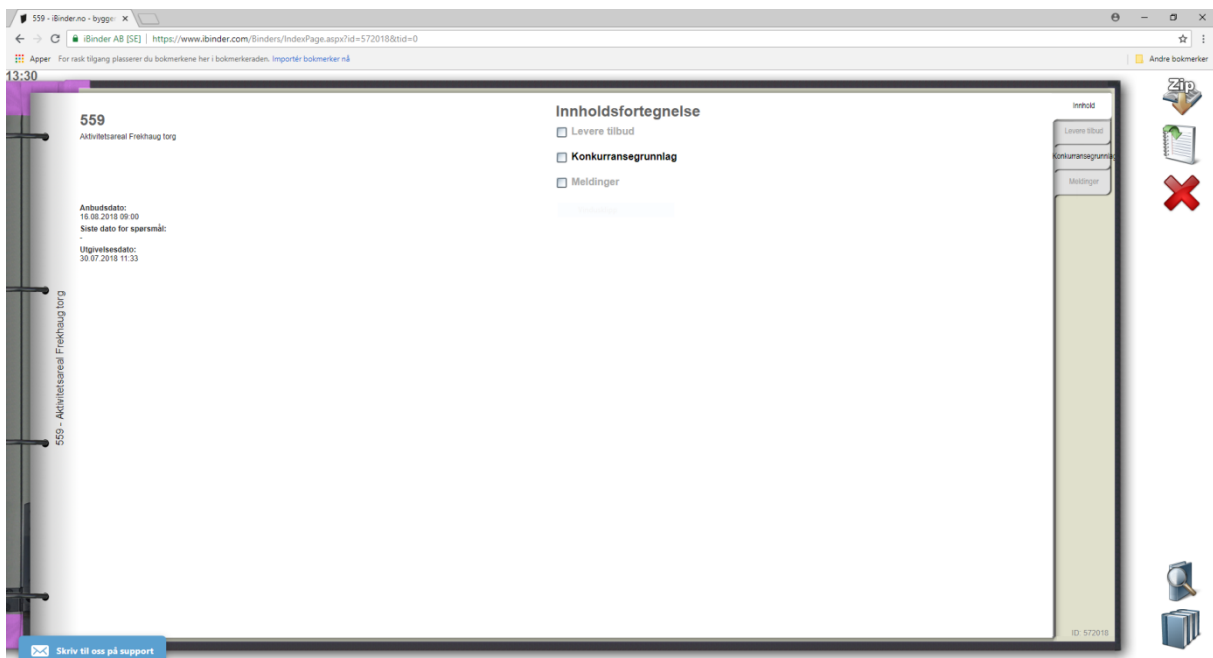 559 - iBinder.no - bygge
iBinder AB [SE] | https://www.ibinder.com/Binders/IndexPage.aspx?id=572018&tid=0
Apper For rask tilgang plasserer du bokmerkene her i bokmerkeraden. Importér bokmerker nå
Andre bokmerker
13:30
Zip
559
Aktivitetsareal Frekhaug torg
Anbudsdato:
16.08.2018 09:00
Siste dato for spørsmål:
-
Utgivelsesdato:
30.07.2018 11:33
559 - Aktivitetsareal Frekhaug torg
Innholdsfortegnelse
Levere tilbud
Konkurransegrunnlag
Meldinger
Innhold
Levere tilbud
Konkurransegrunnlag
Meldinger
ID: 572018
Skriv til oss på support